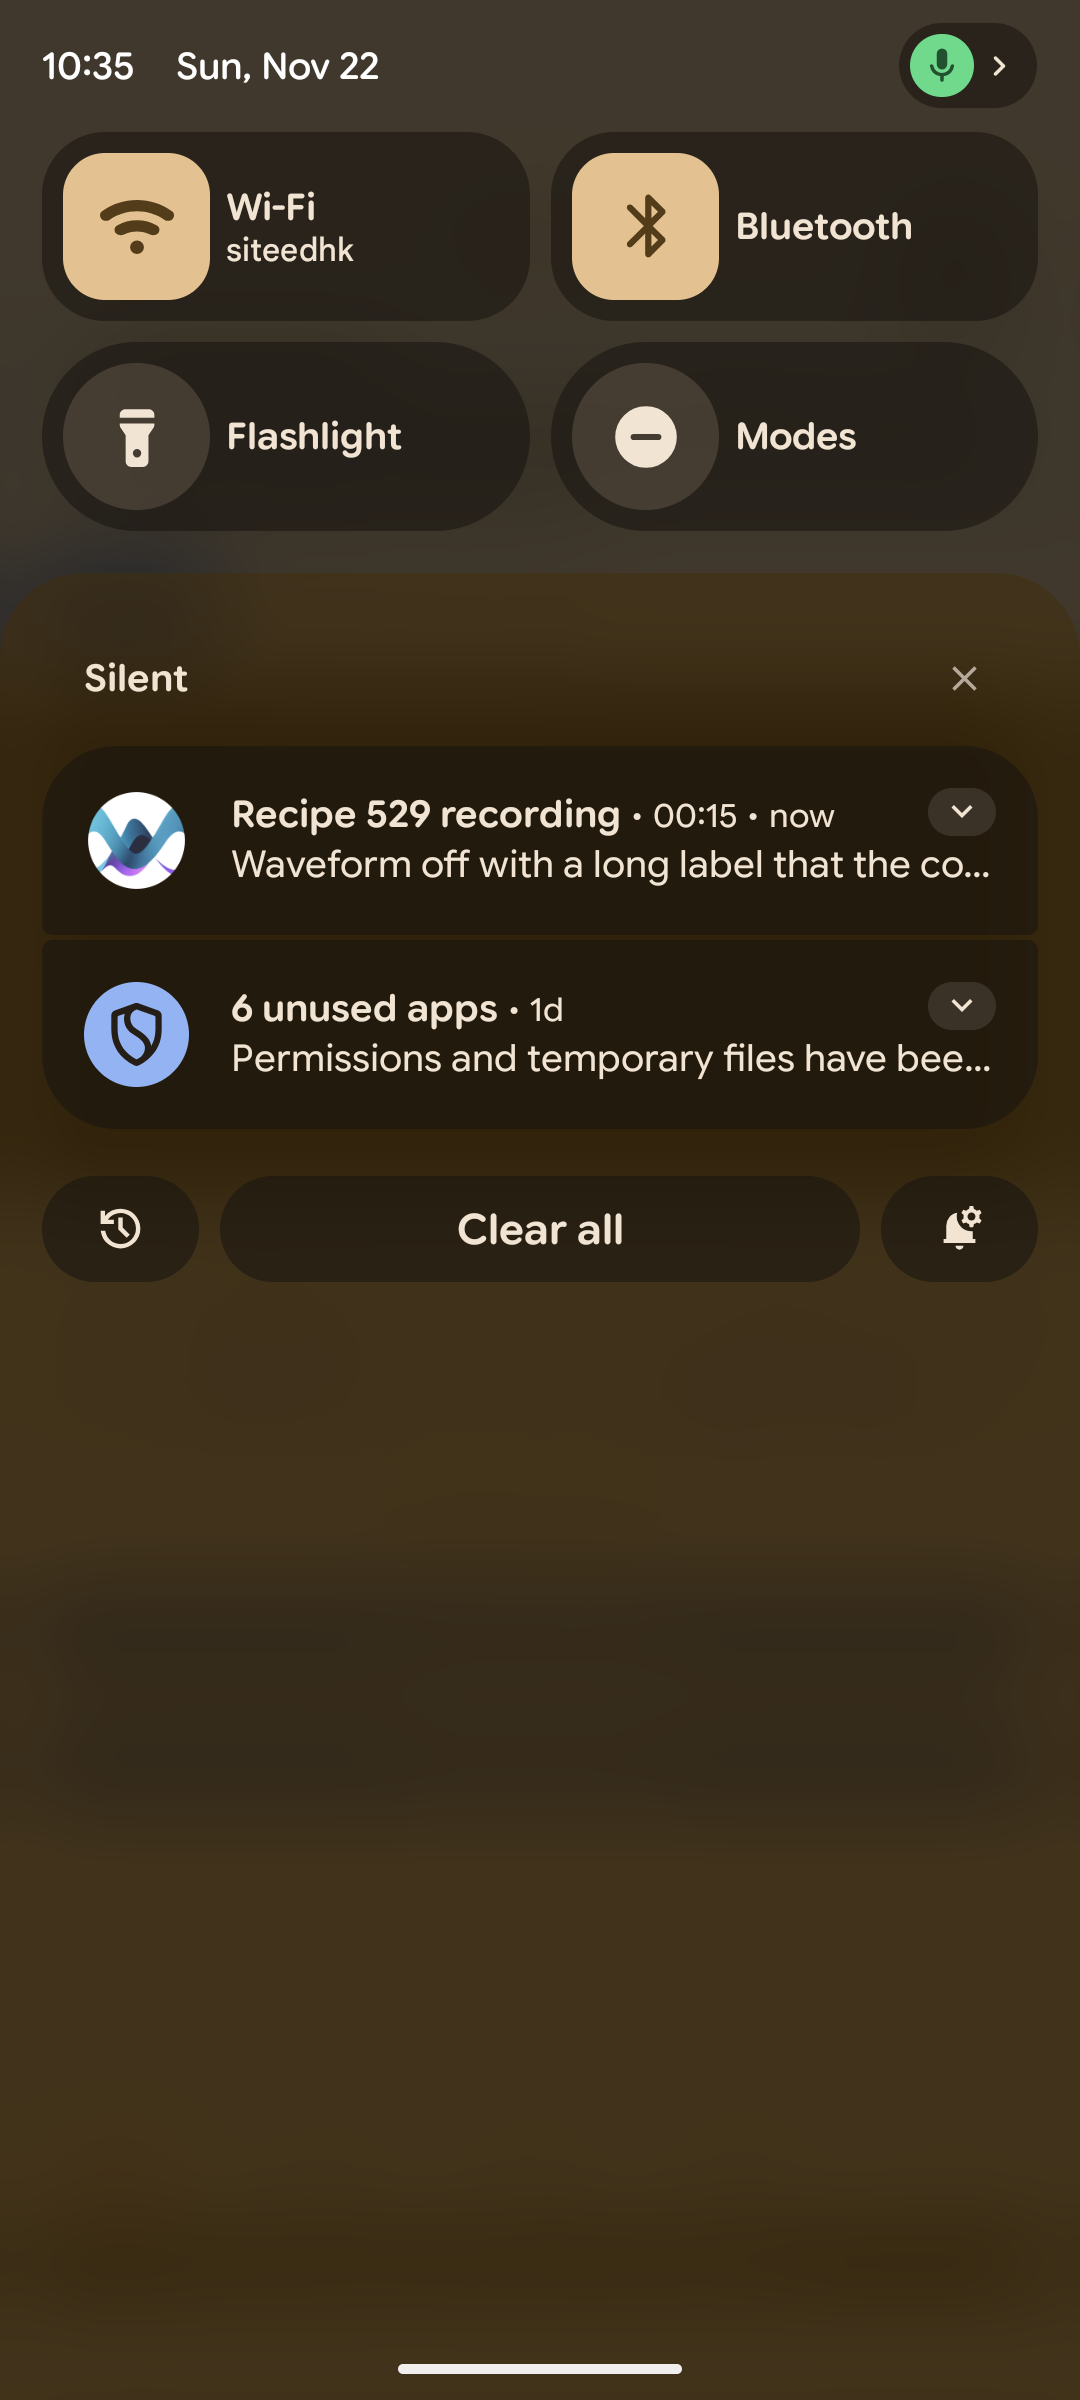 10:35 Sun, Nov 22
Wi-Fi
siteedhk
Bluetooth
Flashlight
Modes
Silent
Recipe 529 recording • 00:15 • now
Waveform off with a long label that the co...
6 unused apps • 1d
Permissions and temporary files have bee...
Clear all